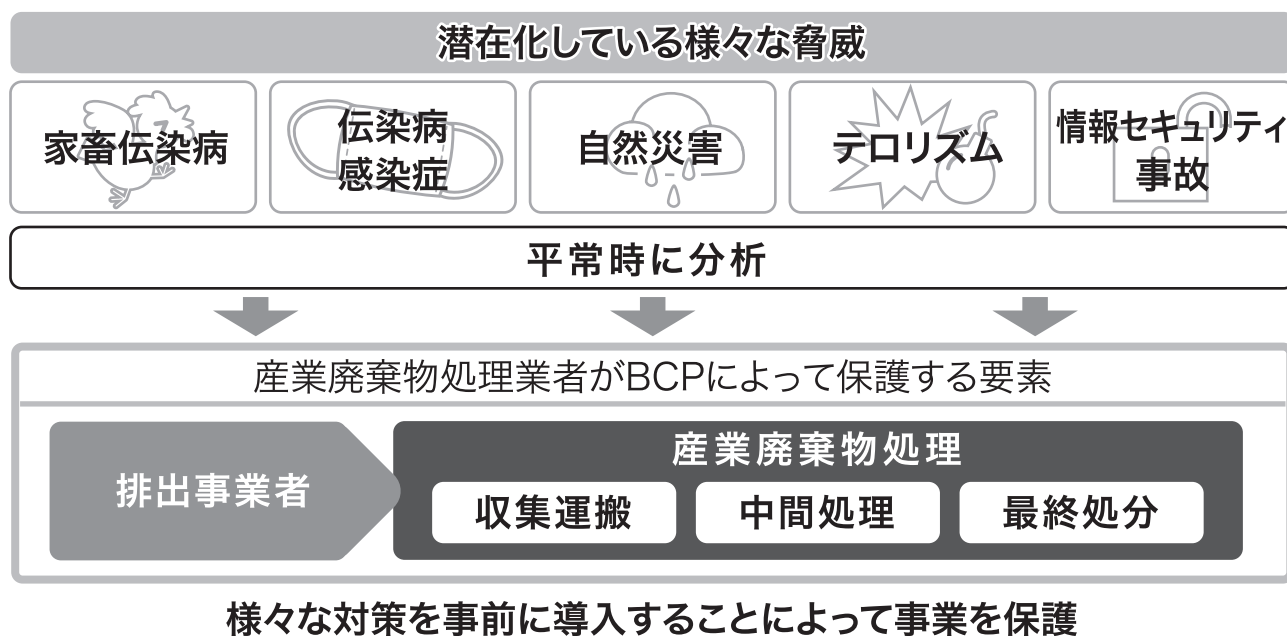 潜在化している様々な脅威
家畜伝染病
伝染病
感染症
自然災害
テロリズム
情報セキュリティ
事故
平常時に分析
産業廃棄物処理業者がBCPによって保護する要素
排出事業者
産業廃棄物処理
収集運搬
中間処理
最終処分
様々な対策を事前に導入することによって事業を保護